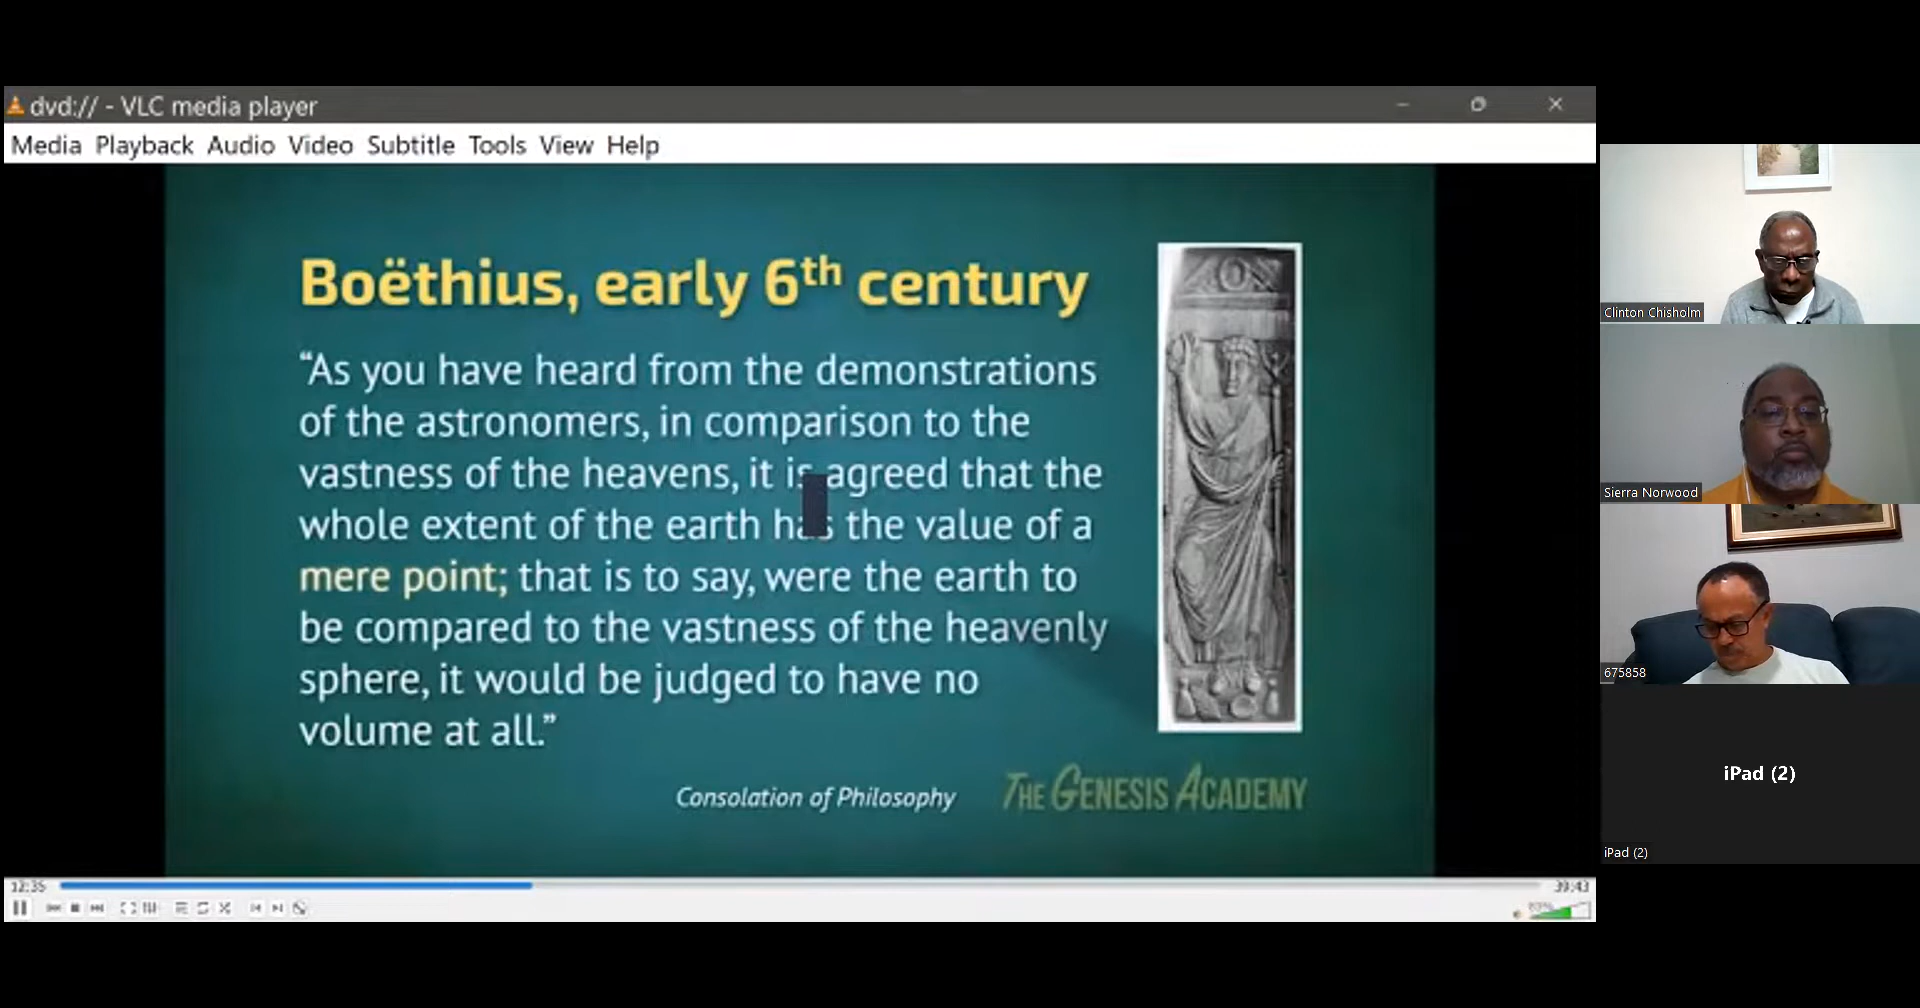 dvd:// - VLC media player
Media Playback Audio Video Subtitle Tools View Help
Boëthius, early 6th century
“As you have heard from the demonstrations
of the astronomers, in comparison to the
vastness of the heavens, it is agreed that the
whole extent of the earth has the value of a
mere point; that is to say, were the earth to
be compared to the vastness of the heavenly
sphere, it would be judged to have no
volume at all.”
Consolation of Philosophy
THE GENESIS ACADEMY
12:35
39:43
Clinton Chisholm
Sierra Norwood
675858
iPad (2)
iPad (2)